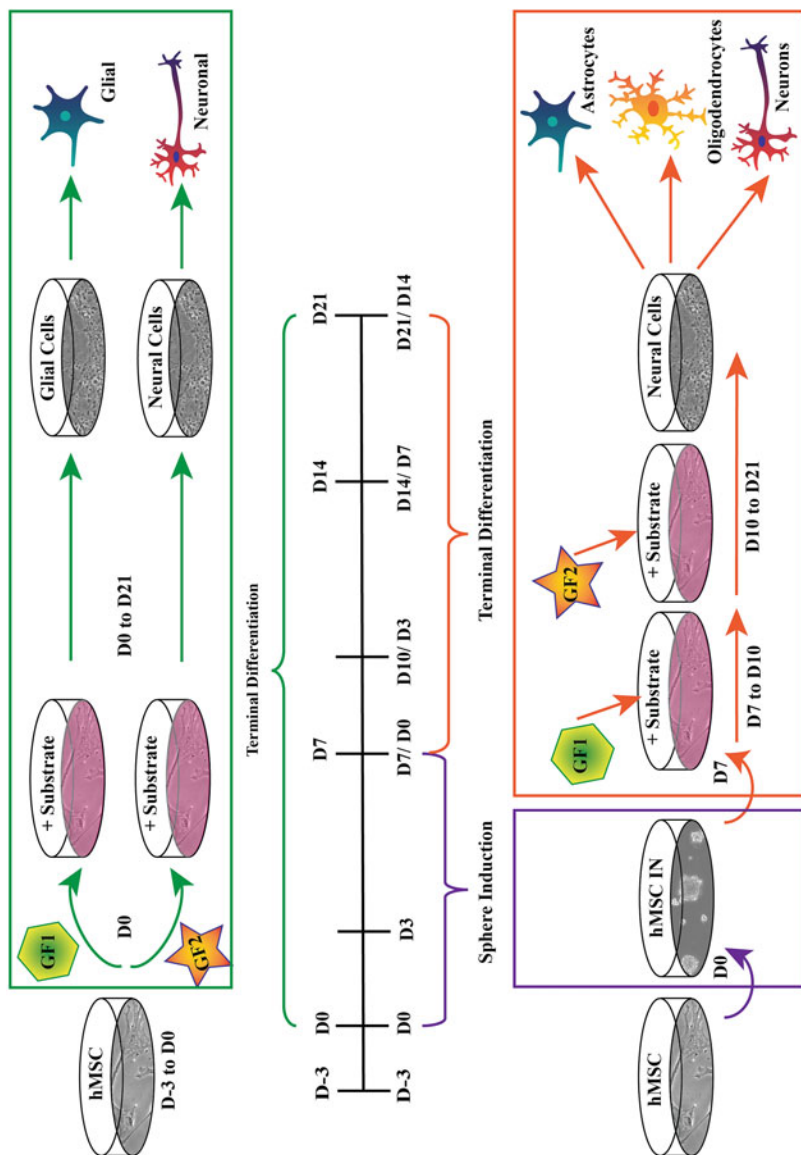 hMSC
D-3 to D0
GF1
D0
GF2
+ Substrate
+ Substrate
D0 to D21
Glial Cells
Neural Cells
Glial
Neuronal
Terminal Differentiation
D-3
D0
D7
D14
D21
D-3
D0
D3
D7/ D0
D10/ D3
D14/ D7
D21/ D14
Sphere Induction
Terminal Differentiation
hMSC
D0
hMSC IN
D7
GF1
+ Substrate
D7 to D10
GF2
+ Substrate
D10 to D21
Neural Cells
Astrocytes
Oligodendrocytes
Neurons